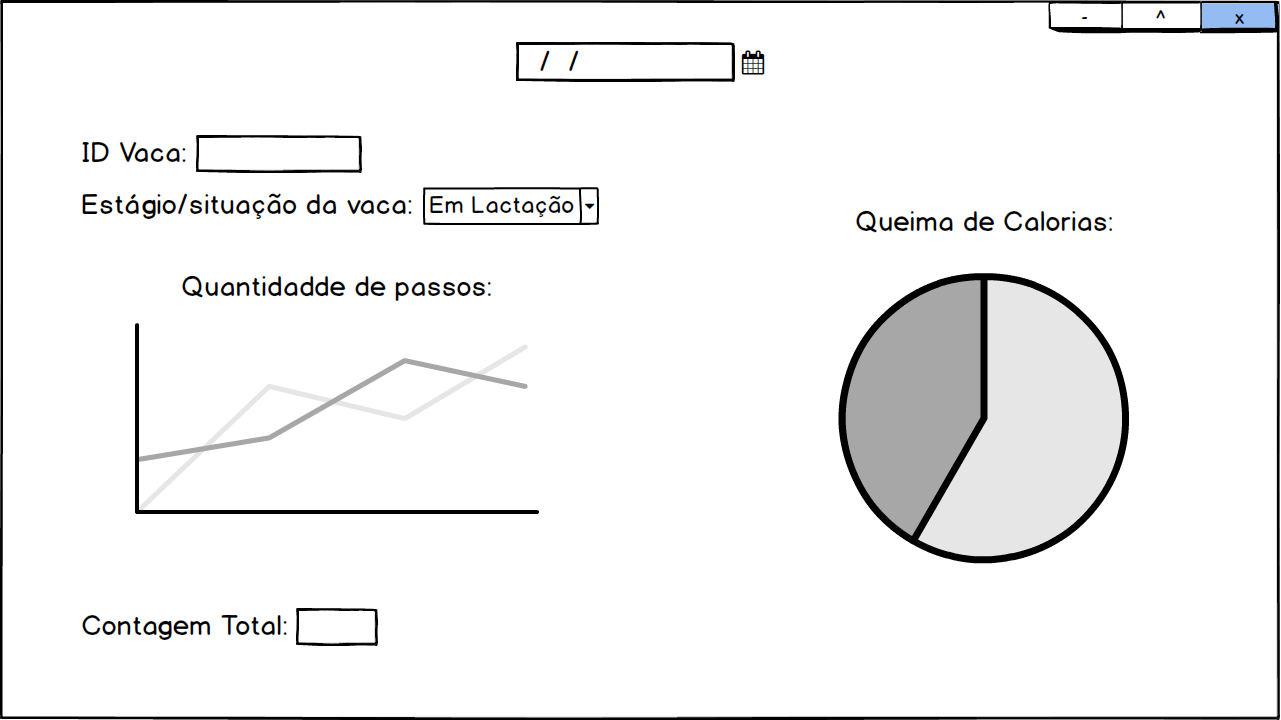 - ^ x
/ /
ID Vaca:
Estágio/situação da vaca: Em Lactação
Queima de Calorias:
Quantidadde de passos:
Contagem Total: